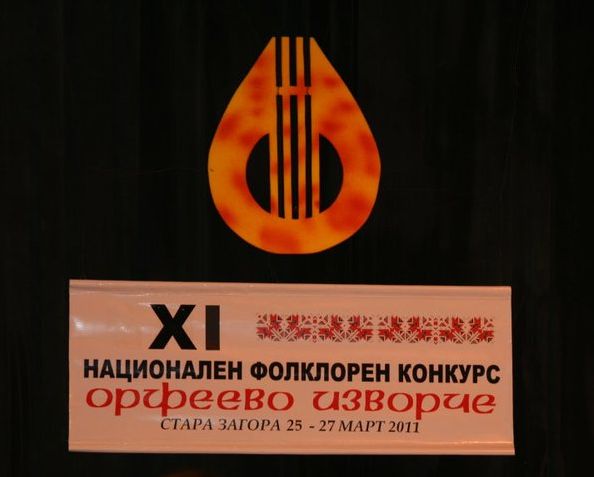 XI
НАЦИОНАЛЕН ФОЛКЛОРЕН КОНКУРС
орфеево изворче
СТАРА ЗАГОРА 25 - 27 МАРТ 2011